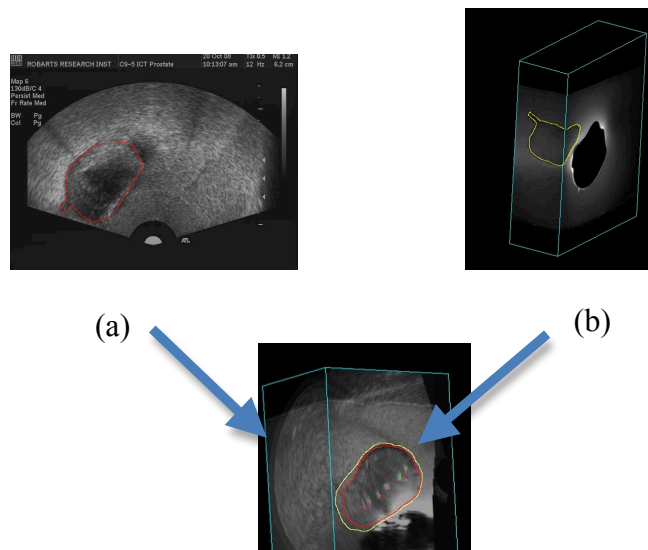 ROBARTS RESEARCH INST C9-5 ICT Prostate
20 Oct 06 TIs 0.5 MI 1.2
10:13:07 am 12 Hz 6.2 cm
Map 6
130dB/C 4
Persist Med
Fr Rate Med
BW Pg
Col Pg
(a)
(b)